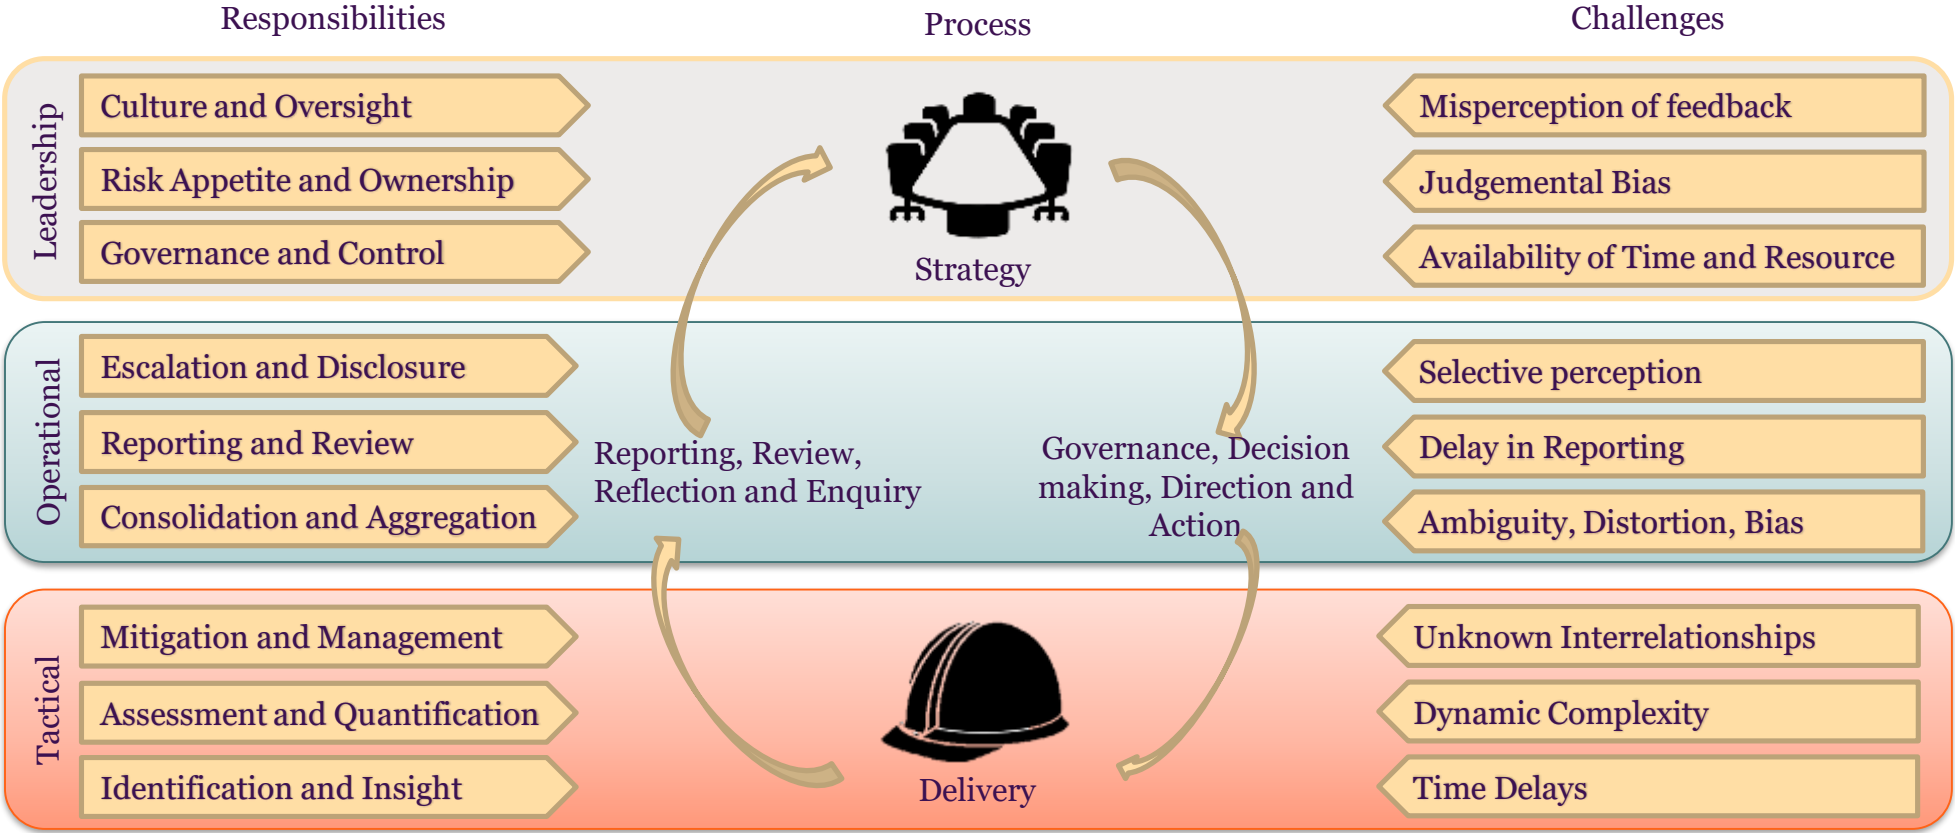 Responsibilities
Process
Challenges
Leadership
Culture and Oversight
Risk Appetite and Ownership
Governance and Control
Strategy
Misperception of feedback
Judgemental Bias
Availability of Time and Resource
Operational
Escalation and Disclosure
Reporting and Review
Consolidation and Aggregation
Reporting, Review,
Reflection and Enquiry
Governance, Decision
making, Direction and
Action
Selective perception
Delay in Reporting
Ambiguity, Distortion, Bias
Tactical
Mitigation and Management
Assessment and Quantification
Identification and Insight
Delivery
Unknown Interrelationships
Dynamic Complexity
Time Delays